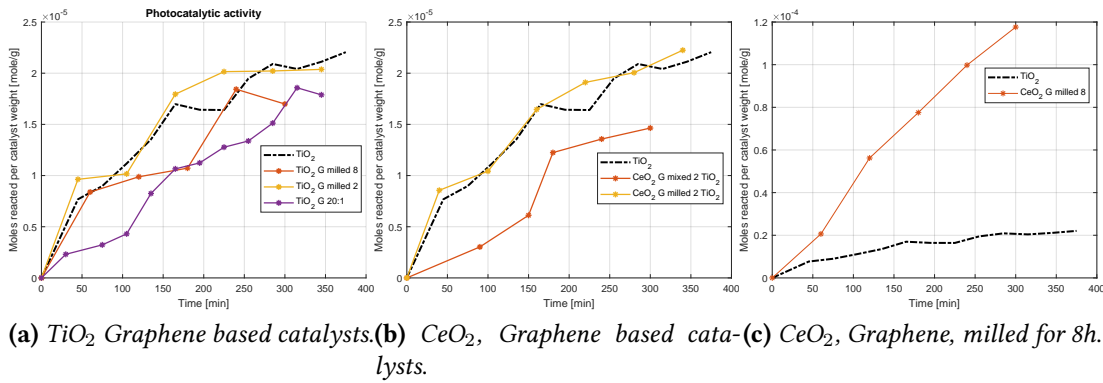 Photocatalytic activity
×10⁻⁵
Moles reacted per catalyst weight [mole/g]
2.5
2
1.5
1
0.5
0
0 50 100 150 200 250 300 350 400
Time [min]
TiO₂
TiO₂ G milled 8
TiO₂ G milled 2
TiO₂ G 20:1
(a) TiO₂ Graphene based catalysts.
×10⁻⁵
Moles reacted per catalyst weight [mole/g]
2.5
2
1.5
1
0.5
0
0 50 100 150 200 250 300 350 400
Time [min]
TiO₂
CeO₂ G mixed 2 TiO₂
CeO₂ G milled 2 TiO₂
(b) CeO₂, Graphene based cata-
lysts.
×10⁻⁴
Moles reacted per catalyst weight [mole/g]
1.2
1
0.8
0.6
0.4
0.2
0
0 50 100 150 200 250 300 350 400
Time [min]
TiO₂
CeO₂ G milled 8
(c) CeO₂, Graphene, milled for 8h.